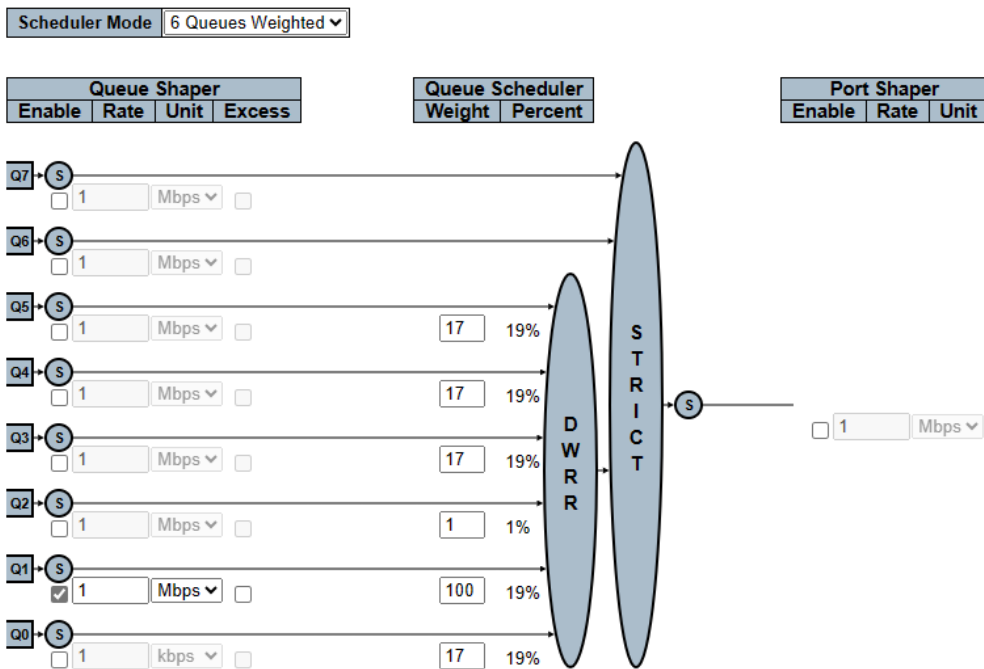 Scheduler Mode 6 Queues Weighted
Queue Shaper Queue Scheduler Port Shaper
Enable Rate Unit Excess Weight Percent Enable Rate Unit
Q7 S
1 Mbps
Q6 S
1 Mbps
Q5 S
1 Mbps 17 19%
Q4 S
1 Mbps 17 19%
Q3 S
1 Mbps 17 19%
Q2 S
1 Mbps 1 1%
Q1 S
1 Mbps 100 19%
Q0 S
1 kbps 17 19%
DWRR
STRICT
S
1 Mbps